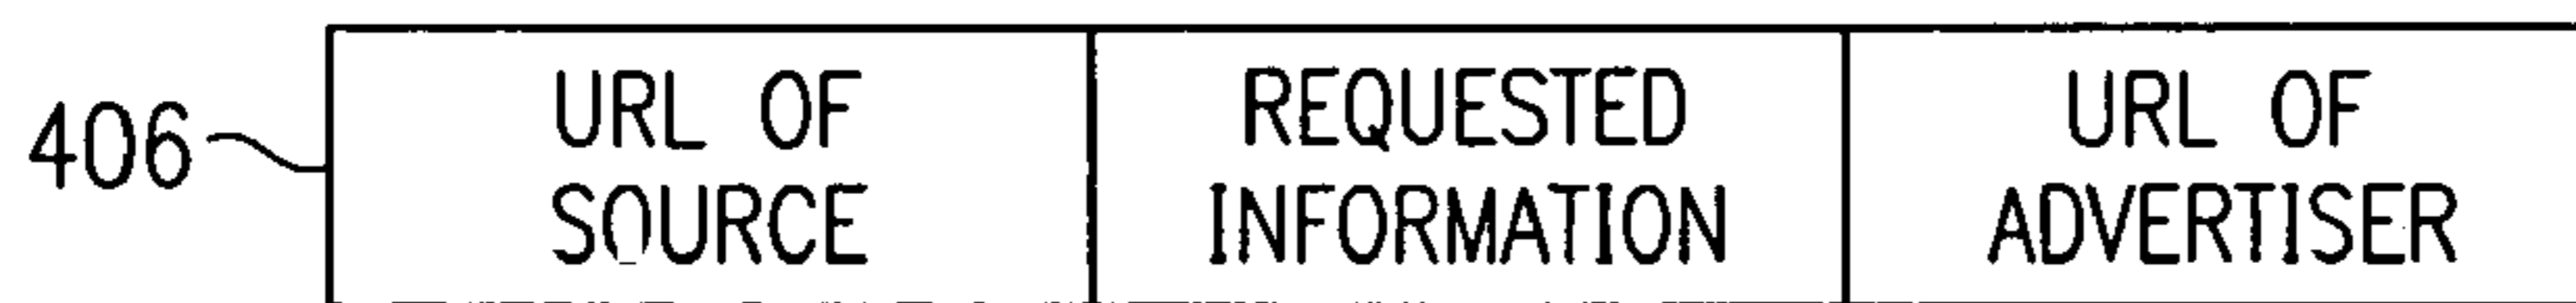 406
URL OF
SOURCE
REQUESTED
INFORMATION
URL OF
ADVERTISER